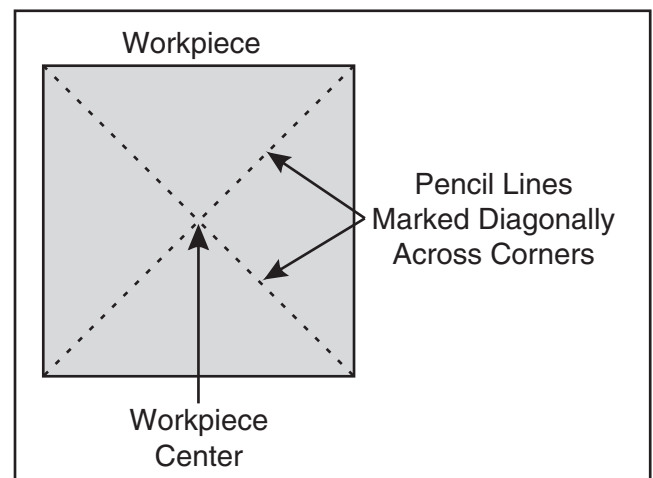 Workpiece
Pencil Lines
Marked Diagonally
Across Corners
Workpiece
Center